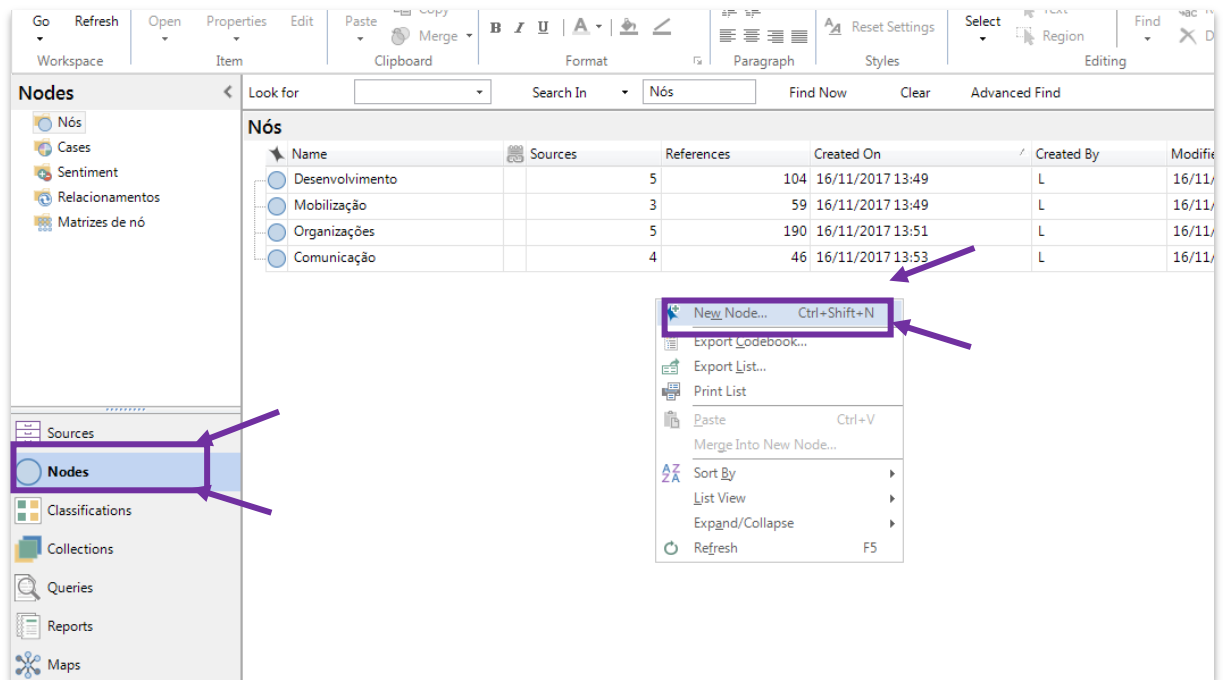 Go Refresh Open Properties Edit Paste Copy
Merge B I U A Reset Settings Select Text Region Find
Workspace Item Clipboard Format Paragraph Styles Editing
Nodes Look for Search In Nós Find Now Clear Advanced Find
Nós
Cases
Sentiment
Relacionamentos
Matrizes de nó
Nós
Name Sources References Created On Created By
Desenvolvimento 5 104 16/11/2017 13:49 L 16/11/
Mobilização 3 59 16/11/2017 13:49 L 16/11/
Organizações 5 190 16/11/2017 13:51 L 16/11/
Comunicação 4 46 16/11/2017 13:53 L 16/11/
New Node... Ctrl+Shift+N
Export Codebook...
Export List...
Print List
Paste Ctrl+V
Merge Into New Node...
Sort By
List View
Expand/Collapse
Refresh F5
Sources
Nodes
Classifications
Collections
Queries
Reports
Maps